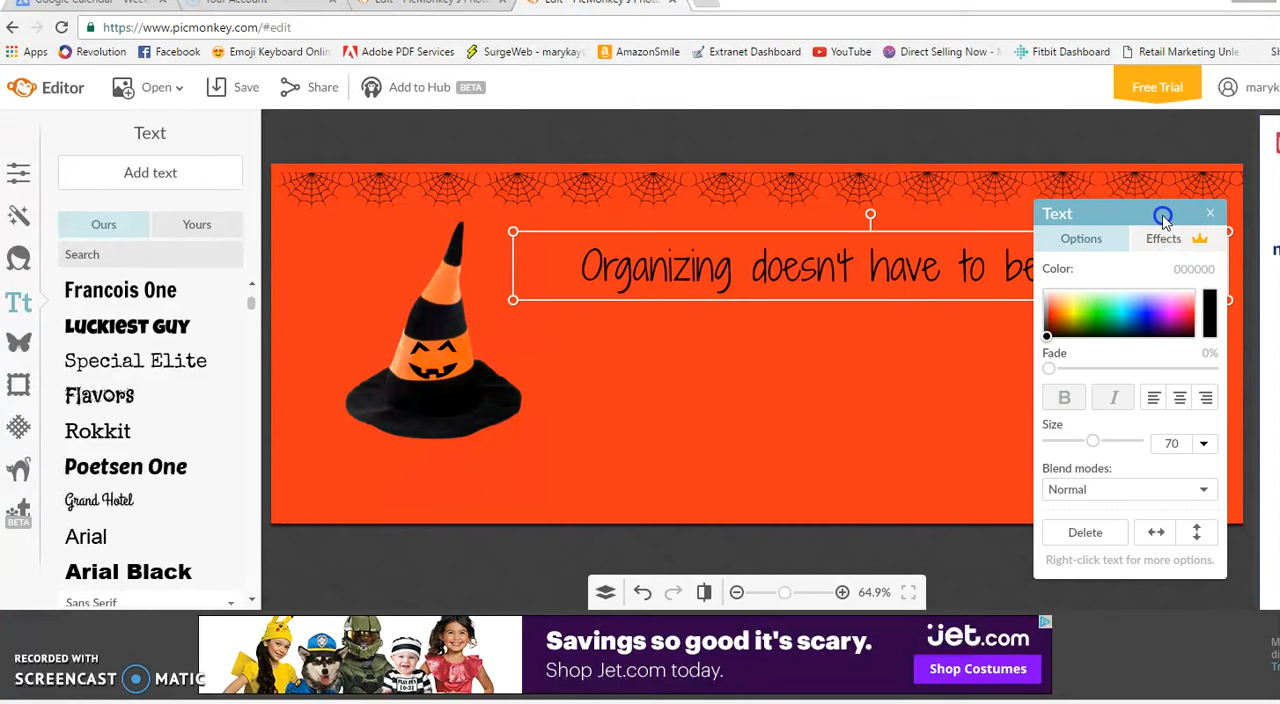 https://www.picmonkey.com/#edit
Apps Revolution Facebook Emoji Keyboard Onlin Adobe PDF Services SurgeWeb - maryka AmazonSmile Extranet Dashboard YouTube Direct Selling Now - Fitbit Dashboard Retail Marketing Unl
Editor Open Save Share Add to Hub BETA Free Trial maryk
Text
Add text
Ours Yours
Search
Francois One
Luckiest Guy
Special Elite
Flavors
Rokkit
Poetsen One
Grand Hotel
Arial
Arial Black
Sans Serif
BETA
Organizing doesn't have to be
Text x
Options Effects
Color: 000000
Fade 0%
B I
Size
70
Blend modes:
Normal
Delete
Right-click text for more options.
64.9%
RECORDED WITH
SCREENCAST MATIC
Savings so good it's scary.
Shop Jet.com today.
jet.com
Shop Costumes